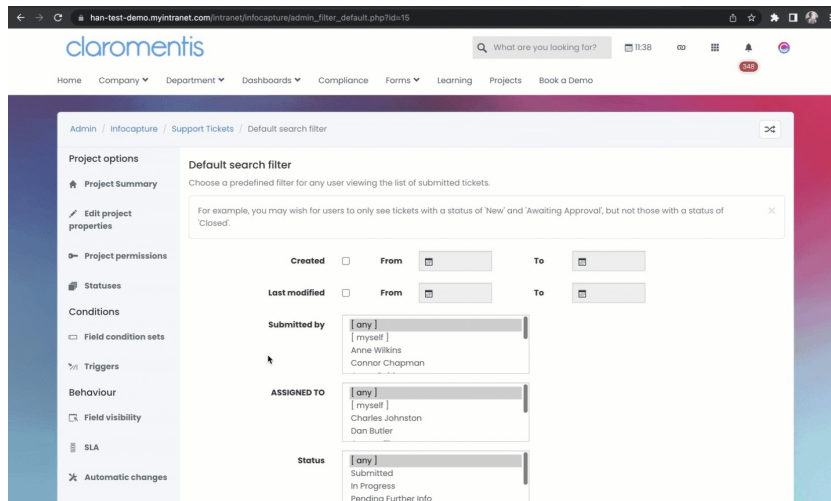 han-test-demo.myintranet.com/intranet/infocapture/admin_filter_default.php?id=15
claromentis
What are you looking for?
11:38
348
Home Company Department Dashboards Compliance Forms Learning Projects Book a Demo
Admin / Infocapture / Support Tickets / Default search filter
Project options
Project Summary
Edit project
properties
Project permissions
Statuses
Conditions
Field condition sets
Triggers
Behaviour
Field visibility
SLA
Automatic changes
Default search filter
Choose a predefined filter for any user viewing the list of submitted tickets.
For example, you may wish for users to only see tickets with a status of 'New' and 'Awaiting Approval', but not those with a status of
'Closed'.
Created From To
Last modified From To
Submitted by
[ any ]
[ myself ]
Anne Wilkins
Connor Chapman
ASSIGNED TO
[ any ]
[ myself ]
Charles Johnston
Dan Butler
Status
[ any ]
Submitted
In Progress
Pending Further Info